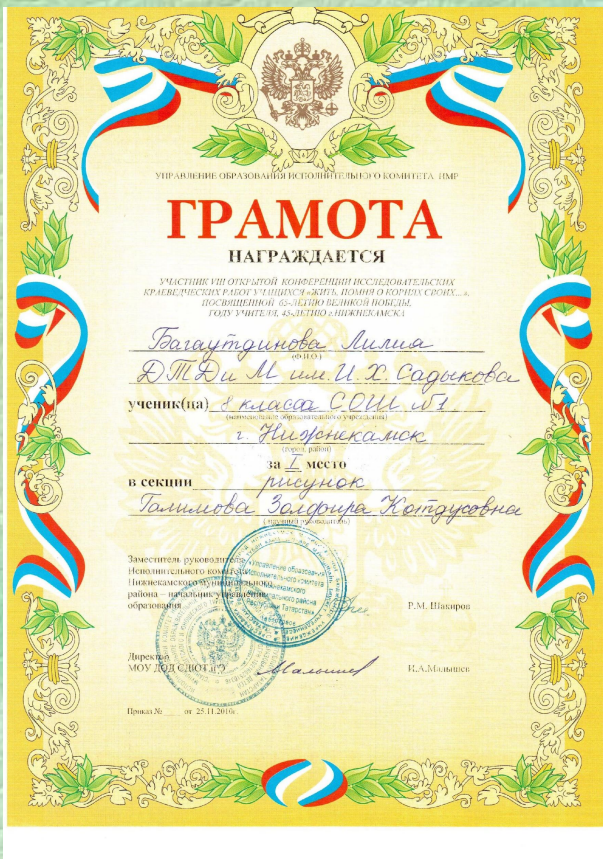 УПРАВЛЕНИЕ ОБРАЗОВАНИЯ ИСПОЛНИТЕЛЬНОГО КОМИТЕТА НМР
ГРАМОТА
НАГРАЖДАЕТСЯ
УЧАСТНИК VIII ОТКРЫТОЙ КОНФЕРЕНЦИИ ИССЛЕДОВАТЕЛЬСКИХ
КРАЕВЕДЧЕСКИХ РАБОТ УЧАЩИХСЯ «ЖИТЬ, ПОМНЯ О КОРНЯХ СВОИХ...»,
ПОСВЯЩЕННОЙ 65-ЛЕТИЮ ВЕЛИКОЙ ПОБЕДЫ,
ГОДУ УЧИТЕЛЯ, 45-ЛЕТИЮ г.НИЖНЕКАМСКА
Багаутдинова Лилия
(Ф.И.О.)
ДТДиМ им. И.Х. Садыкова
ученик(ца) 8 класса СОШ №1
(наименование образовательного учреждения)
г. Нижнекамск
(город, район)
за I место
в секции рисунок
Галимова Золфира Котдусовна
(научный руководитель)
Заместитель руководителя
Исполнительного комитета
Нижнекамского муниципального
района – начальник управления
образования Р.М. Шакиров
Директор
МОУ ДОД И.А.Малышев
Приказ № от 25.11.2010г.